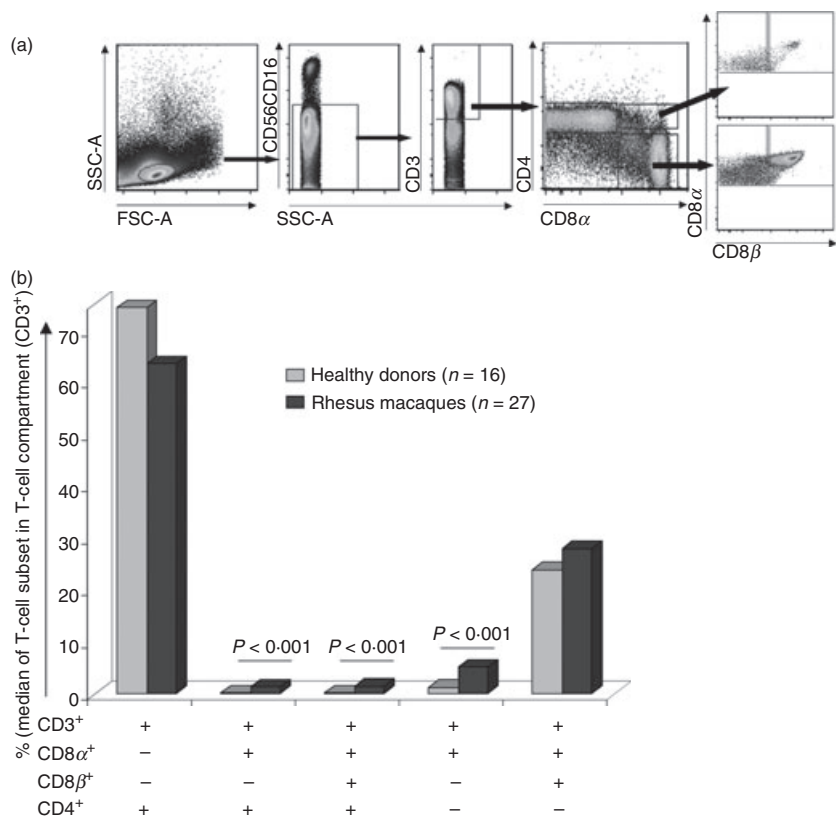 (a)
SSC-A
FSC-A
CD56CD16
SSC-A
CD3
CD4
CD8α
CD8α
CD8β
(b)
% (median of T-cell subset in T-cell compartment (CD3⁺)
70
60
50
40
30
20
10
0
Healthy donors (n = 16)
Rhesus macaques (n = 27)
P < 0·001
P < 0·001
P < 0·001
CD3⁺ + + + + +
CD8α⁺ – + + + +
CD8β⁺ – – + – +
CD4⁺ + + + – –